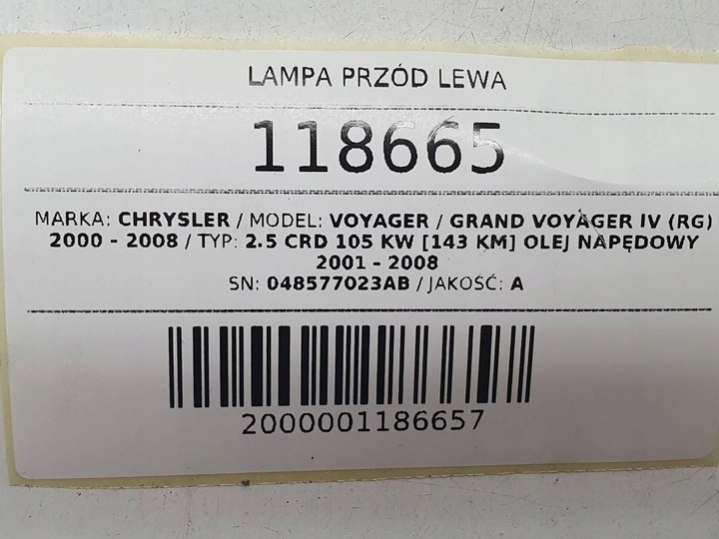 LAMPA PRZÓD LEWA
118665
MARKA: CHRYSLER / MODEL: VOYAGER / GRAND VOYAGER IV (RG)
2000 - 2008 / TYP: 2.5 CRD 105 KW [143 KM] OLEJ NAPĘDOWY
2001 - 2008
SN: 048577023AB / JAKOŚĆ: A
2000001186657